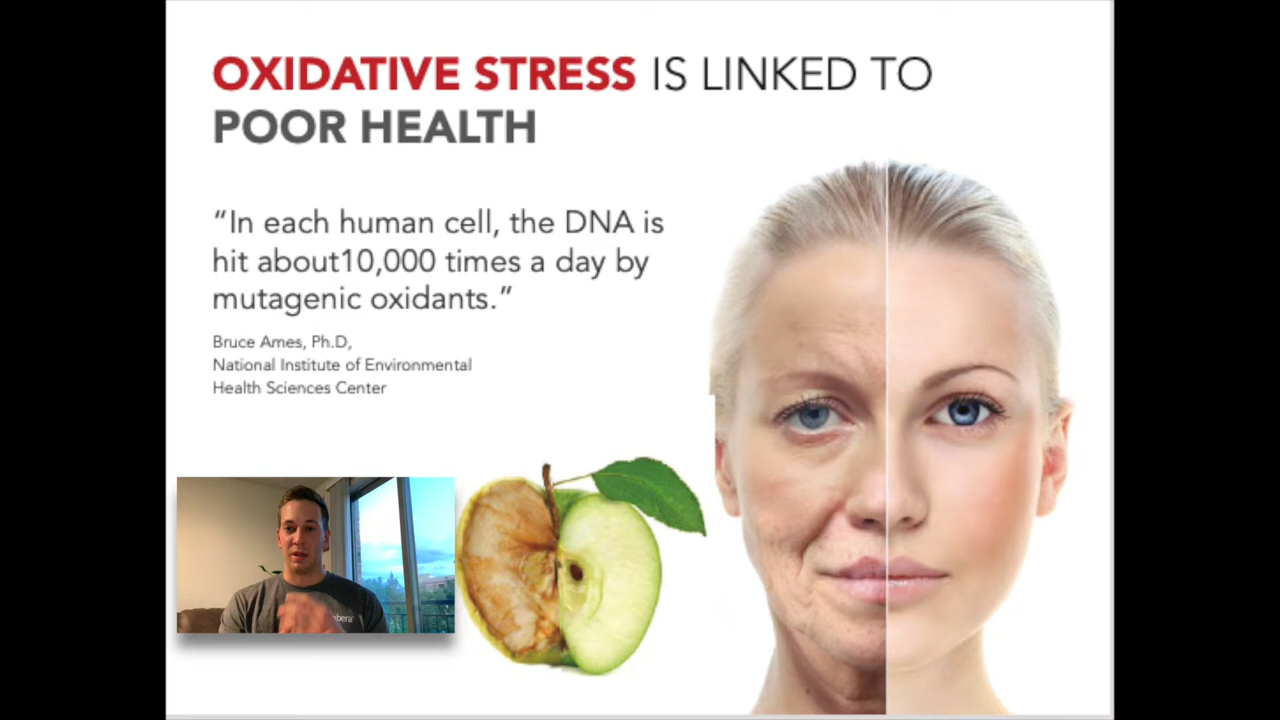 OXIDATIVE STRESS IS LINKED TO
POOR HEALTH
“In each human cell, the DNA is
hit about10,000 times a day by
mutagenic oxidants.”
Bruce Ames, Ph.D,
National Institute of Environmental
Health Sciences Center